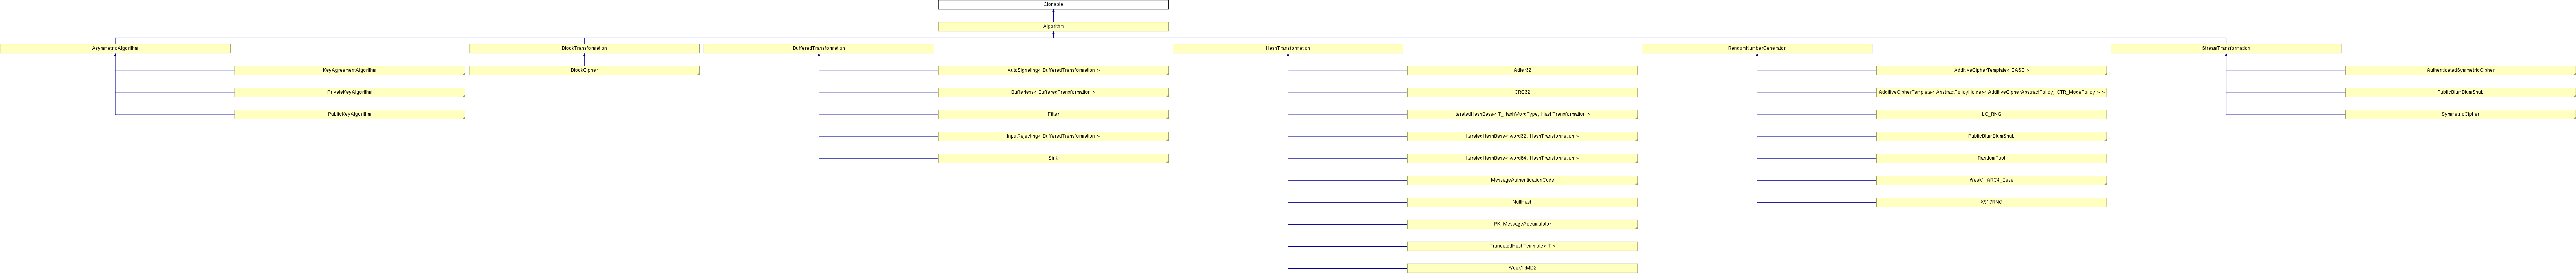 Clonable
Algorithm
AsymmetricAlgorithm
BlockTransformation
BufferedTransformation
HashTransformation
RandomNumberGenerator
StreamTransformation
KeyAgreementAlgorithm
BlockCipher
AutoSignaling< BufferedTransformation >
Adler32
AdditiveCipherTemplate< BASE >
AuthenticatedSymmetricCipher
PrivateKeyAlgorithm
Bufferless< BufferedTransformation >
CRC32
AdditiveCipherTemplate< AbstractPolicyHolder< AdditiveCipherAbstractPolicy, CTR_ModePolicy > >
PublicBlumBlumShub
PublicKeyAlgorithm
Filter
IteratedHashBase< T_HashWordType, HashTransformation >
LC_RNG
SymmetricCipher
InputRejecting< BufferedTransformation >
IteratedHashBase< word32, HashTransformation >
PublicBlumBlumShub
Sink
IteratedHashBase< word64, HashTransformation >
RandomPool
MessageAuthenticationCode
Weak1::ARC4_Base
NullHash
X917RNG
PK_MessageAccumulator
TruncatedHashTemplate< T >
Weak1::MD2